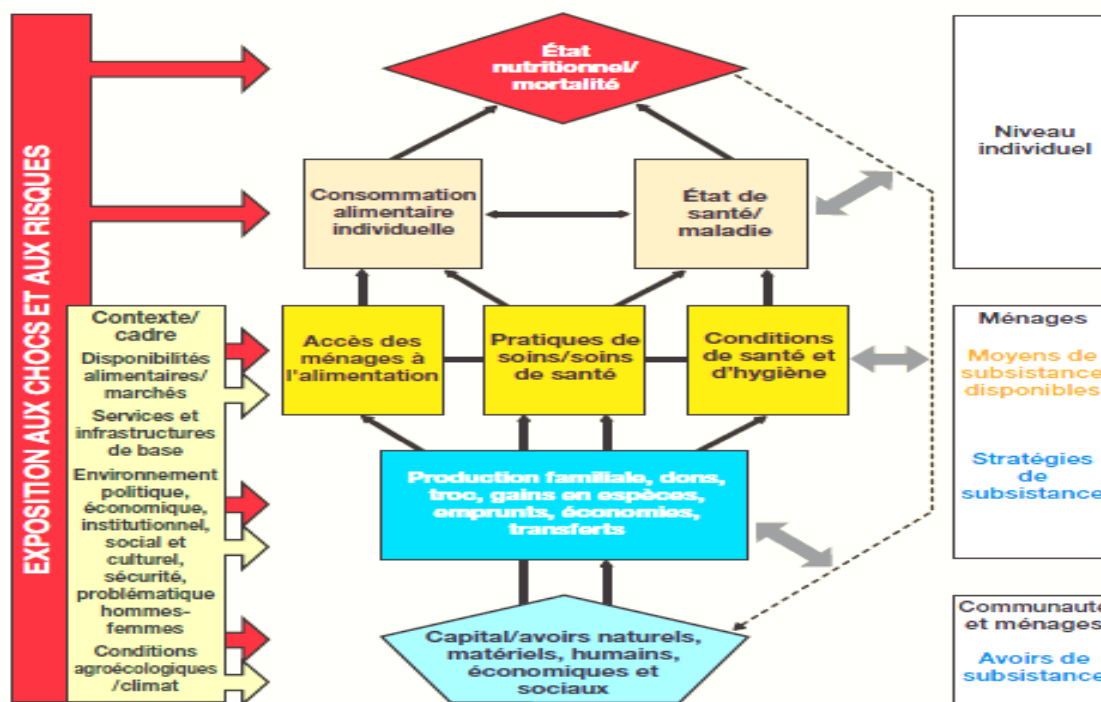 EXPOSITION AUX CHOCS ET AUX RISQUES
État
nutritionnel/
mortalité
Niveau
individuel
Consommation
alimentaire
individuelle
État de
santé/
maladie
Contexte/
cadre
Disponibilités
alimentaires/
marchés
Services et
infrastructures
de base
Environnement
politique,
économique,
institutionnel,
social et
culturel,
sécurité,
problématique
hommes-
femmes
Conditions
agroécologiques
/climat
Accès des
ménages à
l'alimentation
Pratiques de
soins/soins
de santé
Conditions
de santé et
d'hygiène
Ménages
Moyens de
subsistance
disponibles
Stratégies
de
subsistance
Production familiale, dons,
troc, gains en espèces,
emprunts, économies,
transferts
Capital/avoirs naturels,
matériels, humains,
économiques et
sociaux
Communauté
et ménages
Avoirs de
subsistance